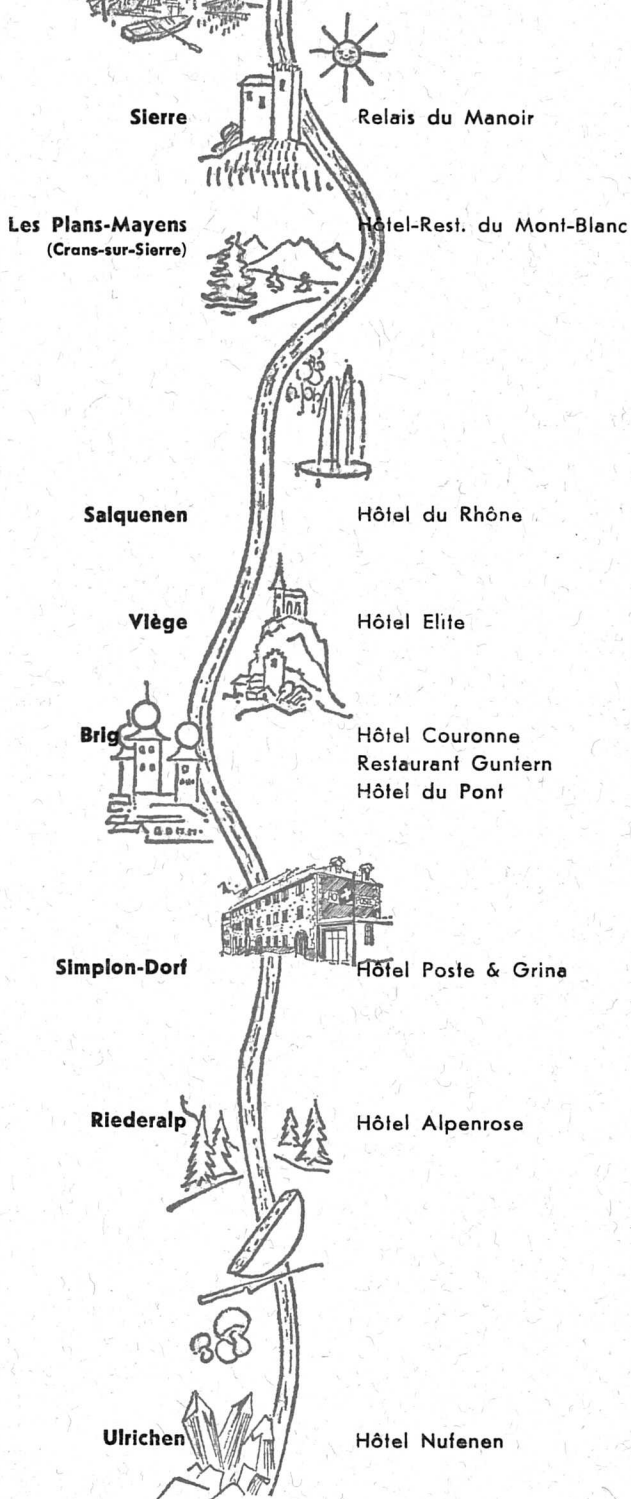 Sierre
Relais du Manoir
Les Plans-Mayens
(Crans-sur-Sierre)
Hôtel-Rest. du Mont-Blanc
Salquenen
Hôtel du Rhône
Viège
Hôtel Elite
Brig
Hôtel Couronne
Restaurant Guntern
Hôtel du Pont
Simplon-Dorf
Hôtel Poste & Grina
Riederalp
Hôtel Alpenrose
Ulrichen
Hôtel Nufenen